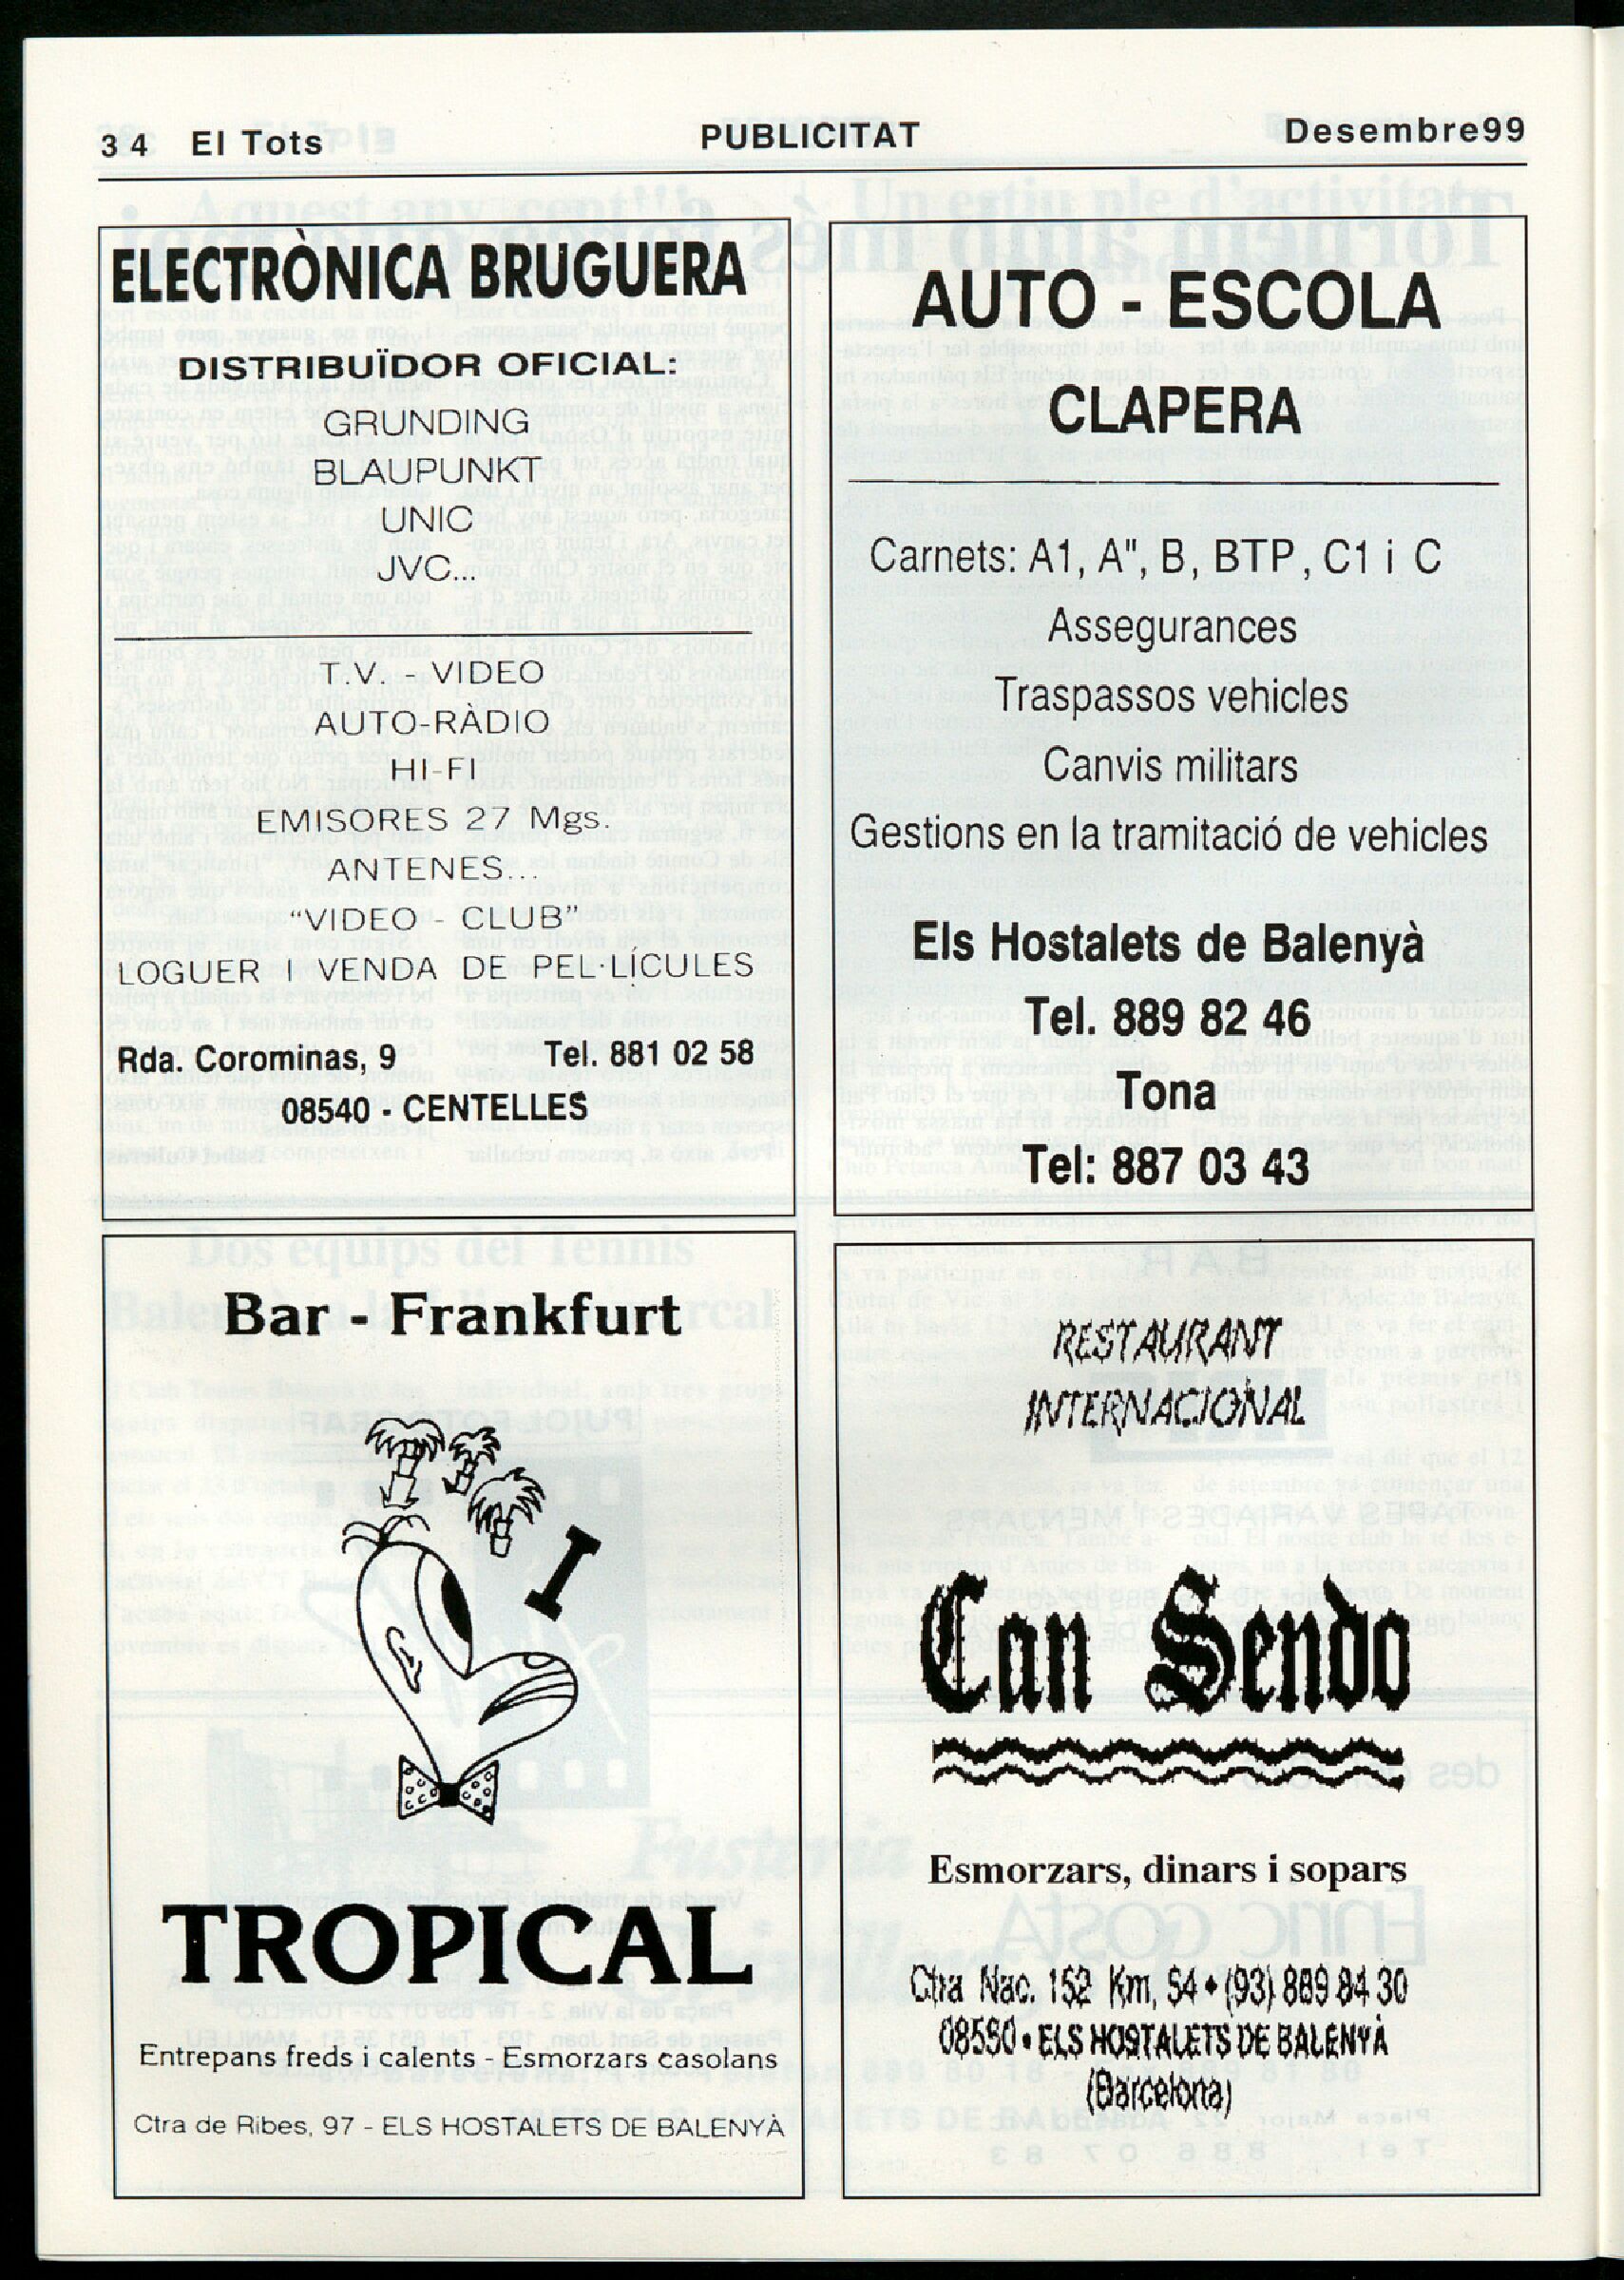 34 El Tots PUBLICITAT Desembre99
ELECTRÒNICA BRUGUERA
DISTRIBUÏDOR OFICIAL:
GRUNDING
BLAUPUNKT
UNIC
JVC...
T.V. - VIDEO
AUTO-RÀDIO
HI-FI
EMISORES 27 Mgs.
ANTENES...
"VIDEO - CLUB"
LOGUER I VENDA DE PEL·LÍCULES
Rda. Corominas, 9 Tel. 881 02 58
08540 - CENTELLES
AUTO - ESCOLA
CLAPERA
Carnets: A1, A", B, BTP, C1 i C
Assegurances
Traspassos vehicles
Canvis militars
Gestions en la tramitació de vehicles
Els Hostalets de Balenyà
Tel. 889 82 46
Tona
Tel: 887 03 43
Bar - Frankfurt
TROPICAL
Entrepans freds i calents - Esmorzars casolans
Ctra de Ribes, 97 - ELS HOSTALETS DE BALENYÀ
RESTAURANT
INTERNACIONAL
Can Sendo
Esmorzars, dinars i sopars
Ctra Nac. 152 Km, 54 • (93) 889 84 30
08550 • ELS HOSTALETS DE BALENYÀ
(Barcelona)